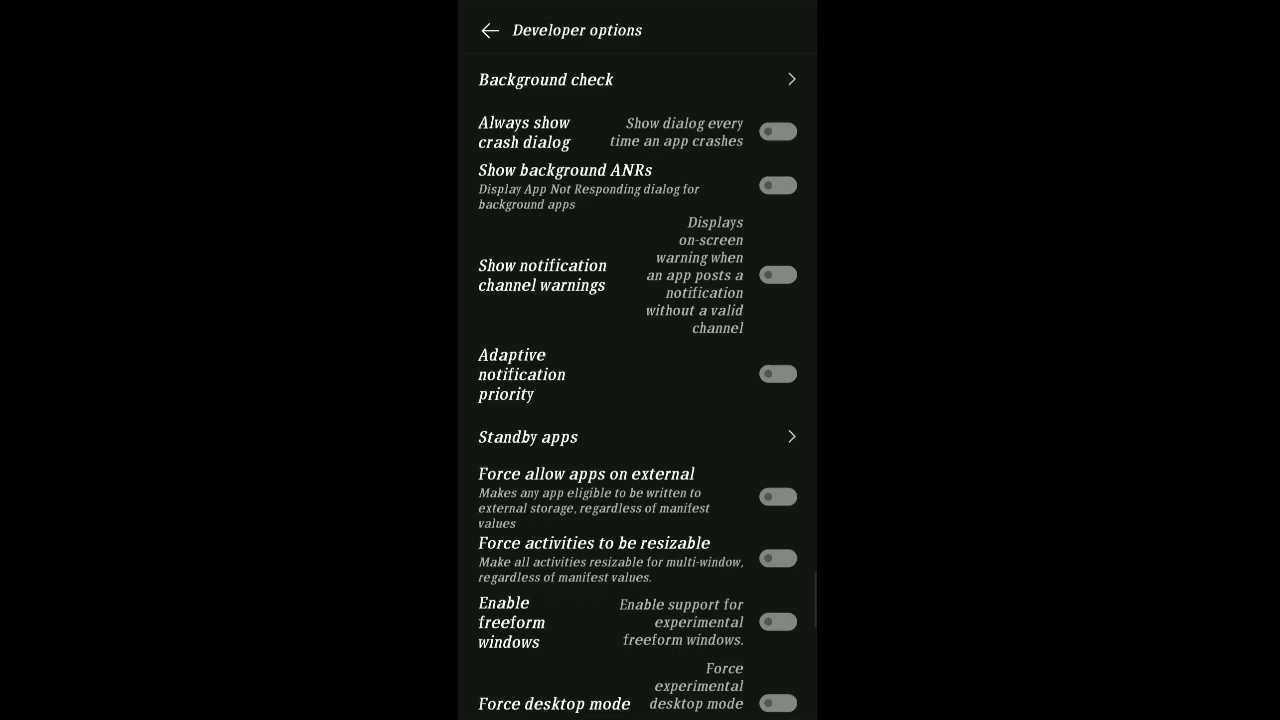 Developer options
Background check
Always show
crash dialog
Show dialog every
time an app crashes
Show background ANRs
Display App Not Responding dialog for
background apps
Show notification
channel warnings
Displays
on-screen
warning when
an app posts a
notification
without a valid
channel
Adaptive
notification
priority
Standby apps
Force allow apps on external
Makes any app eligible to be written to
external storage, regardless of manifest
values
Force activities to be resizable
Make all activities resizable for multi-window,
regardless of manifest values.
Enable
freeform
windows
Enable support for
experimental
freeform windows.
Force desktop mode
Force
experimental
desktop mode